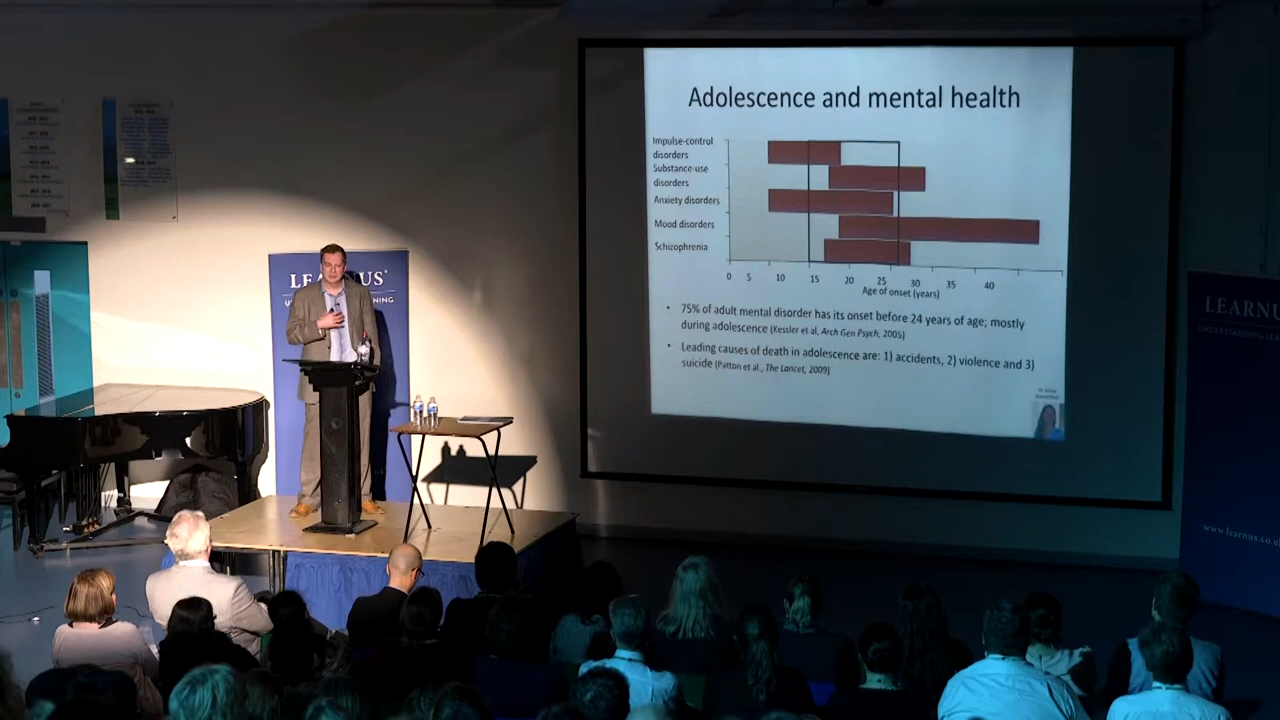 Adolescence and mental health
Impulse-control
disorders
Substance-use
disorders
Anxiety disorders
Mood disorders
Schizophrenia
0 5 10 15 20 25 30 35 40
Age of onset (years)
• 75% of adult mental disorder has its onset before 24 years of age; mostly
during adolescence (Kessler et al, Arch Gen Psych, 2005)
• Leading causes of death in adolescence are: 1) accidents, 2) violence and 3)
suicide (Patton et al., The Lancet, 2009)
LEARNUS
NING
LEARNU
UNDERSTANDING LEA
www.learnus.co.u